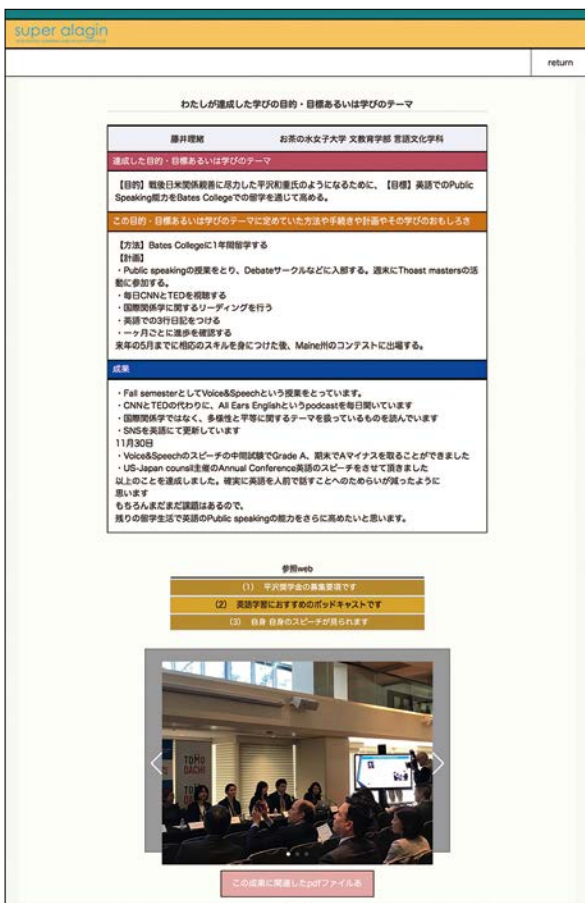 super alagin
return
わたしが達成した学びの目的・目標あるいは学びのテーマ
藤井理緒 お茶の水女子大学 文教育学部 言語文化学科
達成した目的・目標あるいは学びのテーマ
【目的】戦後日米関係親善に尽力した平沢和重氏のようになるために、【目標】英語でのPublic
Speaking能力をBates Collegeでの留学を通じて高める。
この目的・目標あるいは学びのテーマに定めていた方法や手続きや計画やその学びのおもしろさ
【方法】Bates Collegeに1年間留学する
【計画】
・Public speakingの授業をとり、Debateサークルなどに入部する。週末にThoast mastersの活
動に参加する。
・毎日CNNとTEDを視聴する
・国際関係学に関するリーディングを行う
・英語での3行日記をつける
・一ヶ月ごとに進歩を確認する
来年の5月までに相応のスキルを身につけた後、Maine州のコンテストに出場する。
成果
・Fall semesterとしてVoice&Speechという授業をとっています。
・CNNとTEDの代わりに、All Ears Englishというpodcastを毎日聞いています
・国際関係学ではなく、多様性と平等に関するテーマを扱っているものを読んでいます
・SNSを英語にて更新しています
11月30日
・Voice&Speechのスピーチの中間試験でGrade A、期末でAマイナスを取ることができました
・US-Japan counsil主催のAnnual Conference英語のスピーチをさせて頂きました
以上のことを達成しました。確実に英語を人前で話すことへのためらいが減ったように
思います
もちろんまだまだ課題はあるので、
残りの留学生活で英語のPublic speakingの能力をさらに高めたいと思います。
参照web
(1) 平沢奨学金の募集要項です
(2) 英語学習におすすめのポッドキャストです
(3) 自身 自身のスピーチが見られます
TOMO
DACHI
この成果に関連したpdfファイルあ